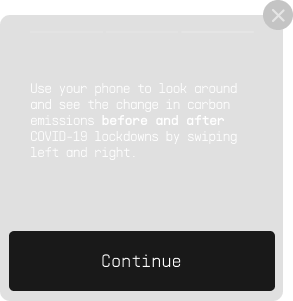 Use your phone to look around
and see the change in carbon
emissions before and after
COVID-19 lockdowns by swiping
left and right.
Continue